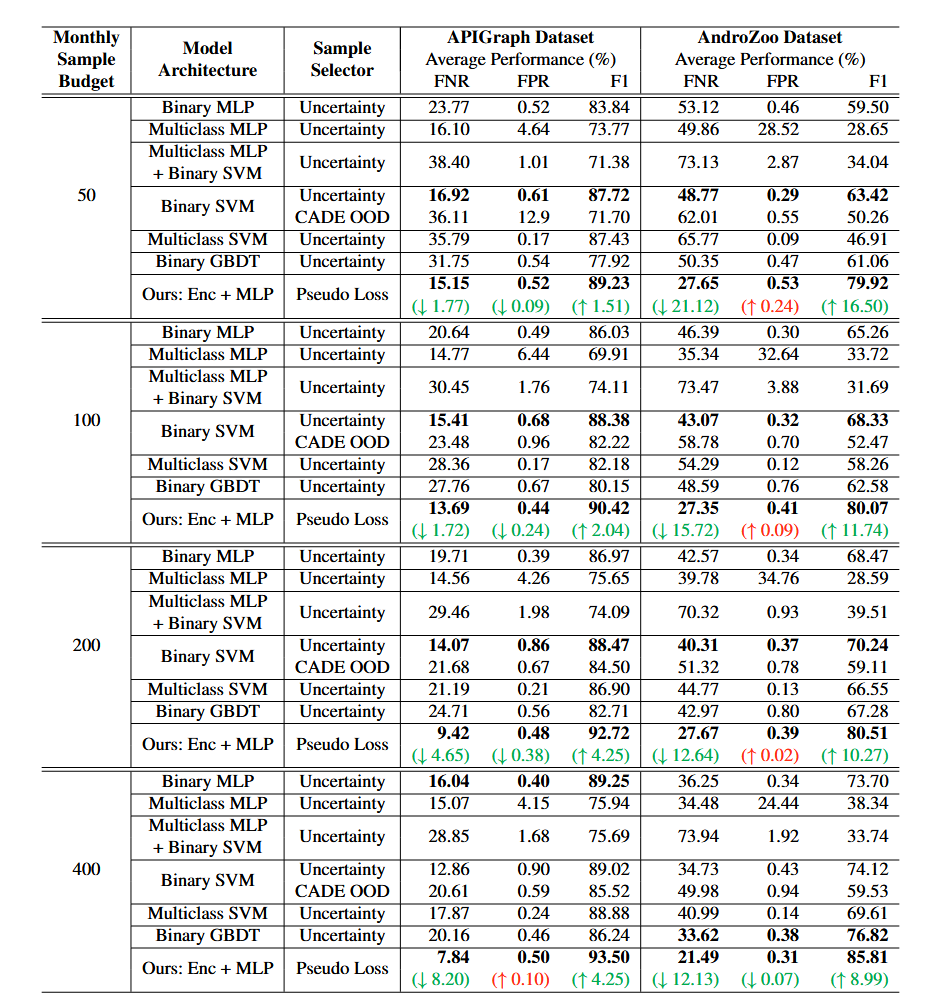 Monthly Sample Budget | Model Architecture | Sample Selector | APIGraph Dataset Average Performance (%) | AndroZoo Dataset Average Performance (%)
FNR FPR F1 | FNR FPR F1
50
Binary MLP | Uncertainty | 23.77 0.52 83.84 | 53.12 0.46 59.50
Multiclass MLP | Uncertainty | 16.10 4.64 73.77 | 49.86 28.52 28.65
Multiclass MLP + Binary SVM | Uncertainty | 38.40 1.01 71.38 | 73.13 2.87 34.04
Binary SVM | Uncertainty | 16.92 0.61 87.72 | 48.77 0.29 63.42
CADE OOD | 36.11 12.9 71.70 | 62.01 0.55 50.26
Multiclass SVM | Uncertainty | 35.79 0.17 87.43 | 65.77 0.09 46.91
Binary GBDT | Uncertainty | 31.75 0.54 77.92 | 50.35 0.47 61.06
Ours: Enc + MLP | Pseudo Loss | 15.15 0.52 89.23 | 27.65 0.53 79.92
(↓ 1.77) (↓ 0.09) (↑ 1.51) | (↓ 21.12) (↑ 0.24) (↑ 16.50)
100
Binary MLP | Uncertainty | 20.64 0.49 86.03 | 46.39 0.30 65.26
Multiclass MLP | Uncertainty | 14.77 6.44 69.91 | 35.34 32.64 33.72
Multiclass MLP + Binary SVM | Uncertainty | 30.45 1.76 74.11 | 73.47 3.88 31.69
Binary SVM | Uncertainty | 15.41 0.68 88.38 | 43.07 0.32 68.33
CADE OOD | 23.48 0.96 82.22 | 58.78 0.70 52.47
Multiclass SVM | Uncertainty | 28.36 0.17 82.18 | 54.29 0.12 58.26
Binary GBDT | Uncertainty | 27.76 0.67 80.15 | 48.59 0.76 62.58
Ours: Enc + MLP | Pseudo Loss | 13.69 0.44 90.42 | 27.35 0.41 80.07
(↓ 1.72) (↓ 0.24) (↑ 2.04) | (↓ 15.72) (↑ 0.09) (↑ 11.74)
200
Binary MLP | Uncertainty | 19.71 0.39 86.97 | 42.57 0.34 68.47
Multiclass MLP | Uncertainty | 14.56 4.26 75.65 | 39.78 34.76 28.59
Multiclass MLP + Binary SVM | Uncertainty | 29.46 1.98 74.09 | 70.32 0.93 39.51
Binary SVM | Uncertainty | 14.07 0.86 88.47 | 40.31 0.37 70.24
CADE OOD | 21.68 0.67 84.50 | 51.32 0.78 59.11
Multiclass SVM | Uncertainty | 21.19 0.21 86.90 | 44.77 0.13 66.55
Binary GBDT | Uncertainty | 24.71 0.56 82.71 | 42.97 0.80 67.28
Ours: Enc + MLP | Pseudo Loss | 9.42 0.48 92.72 | 27.67 0.39 80.51
(↓ 4.65) (↓ 0.38) (↑ 4.25) | (↓ 12.64) (↑ 0.02) (↑ 10.27)
400
Binary MLP | Uncertainty | 16.04 0.40 89.25 | 36.25 0.34 73.70
Multiclass MLP | Uncertainty | 15.07 4.15 75.94 | 34.48 24.44 38.34
Multiclass MLP + Binary SVM | Uncertainty | 28.85 1.68 75.69 | 73.94 1.92 33.74
Binary SVM | Uncertainty | 12.86 0.90 89.02 | 34.73 0.43 74.12
CADE OOD | 20.61 0.59 85.52 | 49.98 0.94 59.53
Multiclass SVM | Uncertainty | 17.87 0.24 88.88 | 40.99 0.14 69.61
Binary GBDT | Uncertainty | 20.16 0.46 86.24 | 33.62 0.38 76.82
Ours: Enc + MLP | Pseudo Loss | 7.84 0.50 93.50 | 21.49 0.31 85.81
(↓ 8.20) (↑ 0.10) (↑ 4.25) | (↓ 12.13) (↓ 0.07) (↑ 8.99)